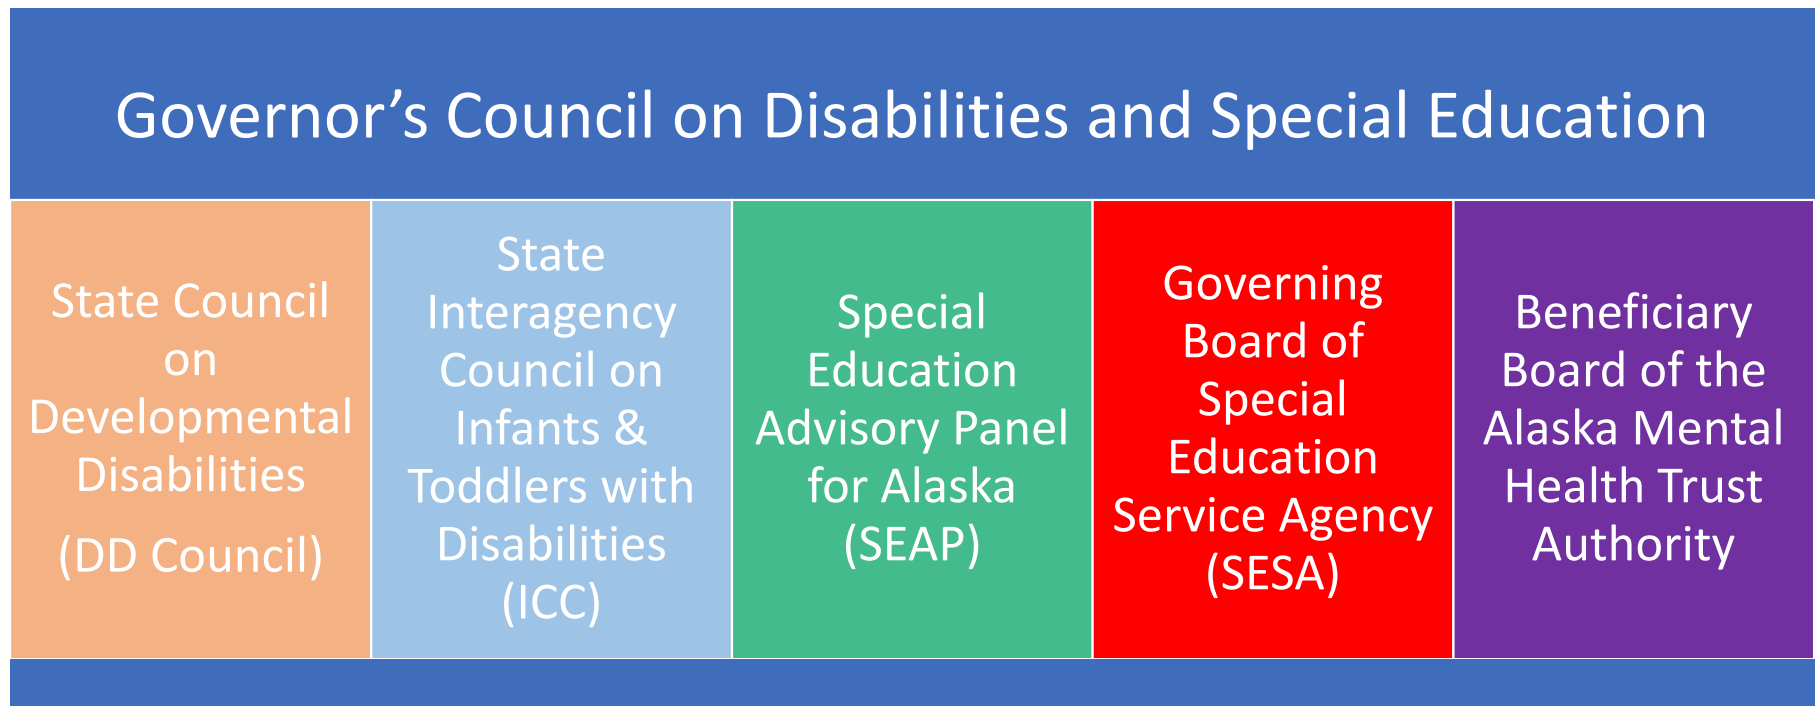 Governor’s Council on Disabilities and Special Education
State Council
on
Developmental
Disabilities
(DD Council)
State
Interagency
Council on
Infants &
Toddlers with
Disabilities
(ICC)
Special
Education
Advisory Panel
for Alaska
(SEAP)
Governing
Board of
Special
Education
Service Agency
(SESA)
Beneficiary
Board of the
Alaska Mental
Health Trust
Authority